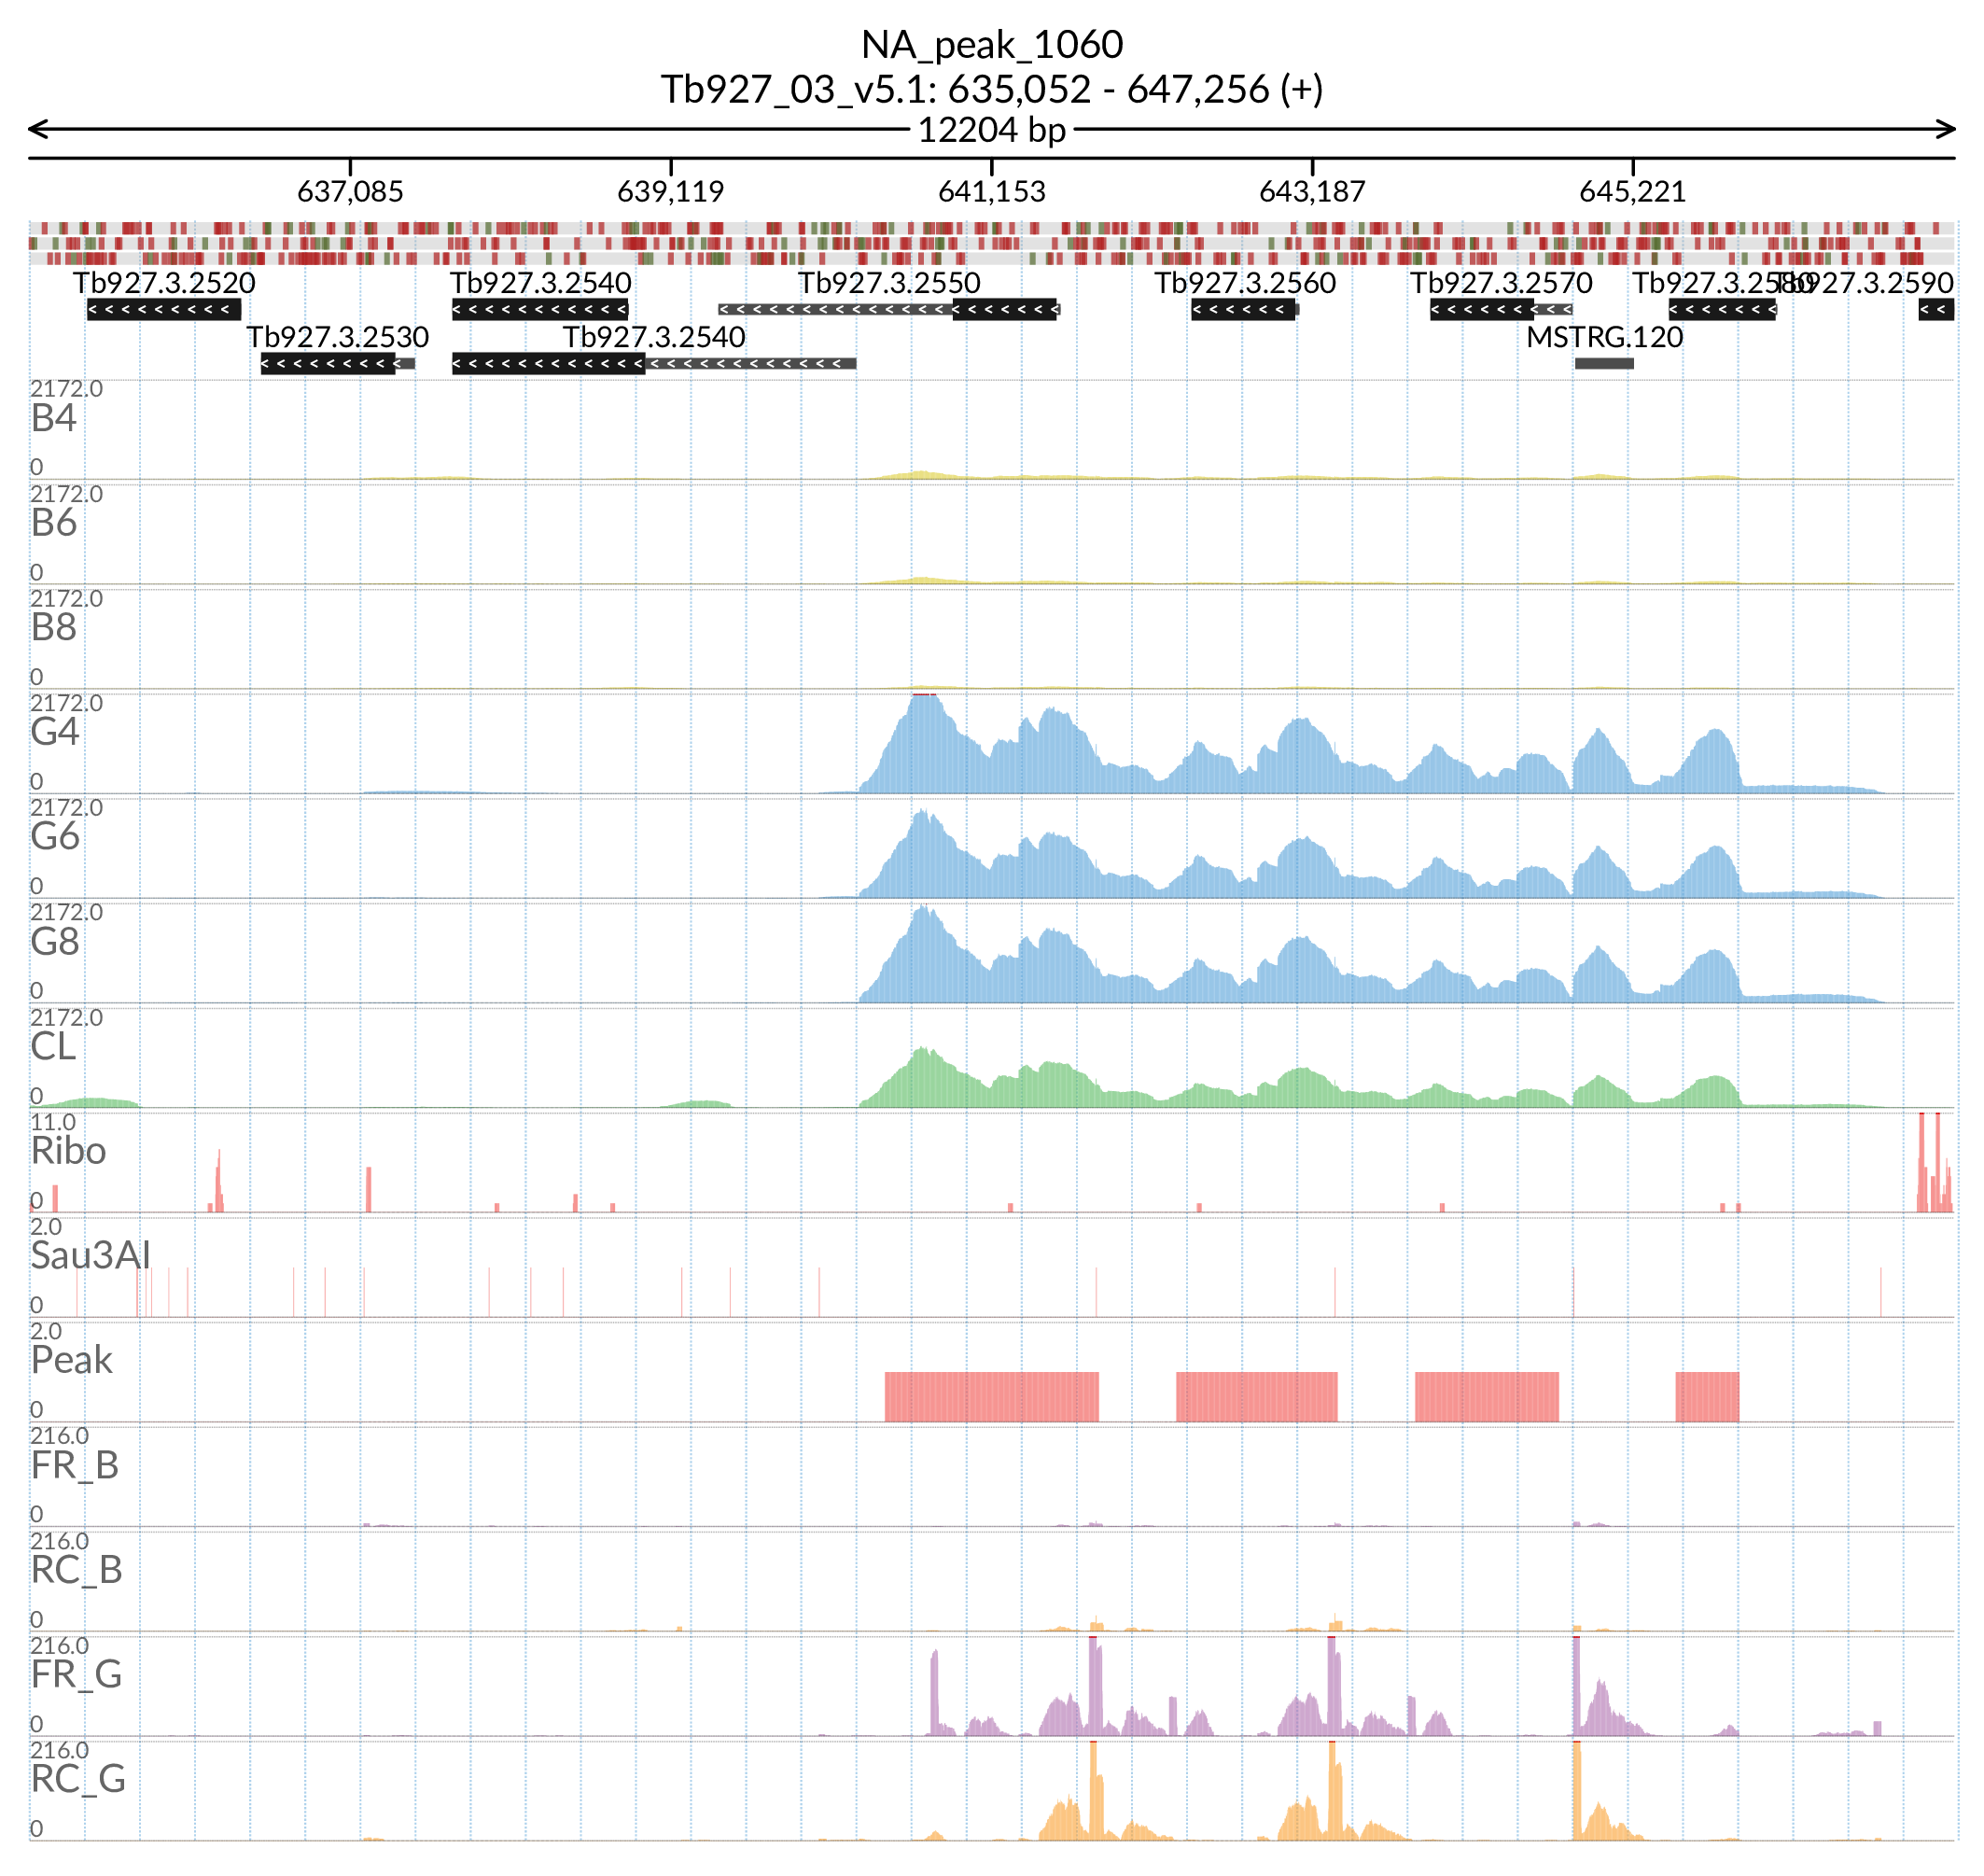 NA_peak_1060
Tb927_03_v5.1: 635,052 - 647,256 (+)
12204 bp
637,085 639,119 641,153 643,187 645,221
Tb927.3.2520 Tb927.3.2540 Tb927.3.2550 Tb927.3.2560 Tb927.3.2570 Tb927.3.2580 Tb927.3.2590
Tb927.3.2530 Tb927.3.2540 MSTRG.120
2172.0
B4
0
2172.0
B6
0
2172.0
B8
0
2172.0
G4
0
2172.0
G6
0
2172.0
G8
0
2172.0
CL
0
11.0
Ribo
0
2.0
Sau3AI
0
2.0
Peak
0
216.0
FR_B
0
216.0
RC_B
0
216.0
FR_G
0
216.0
RC_G
0